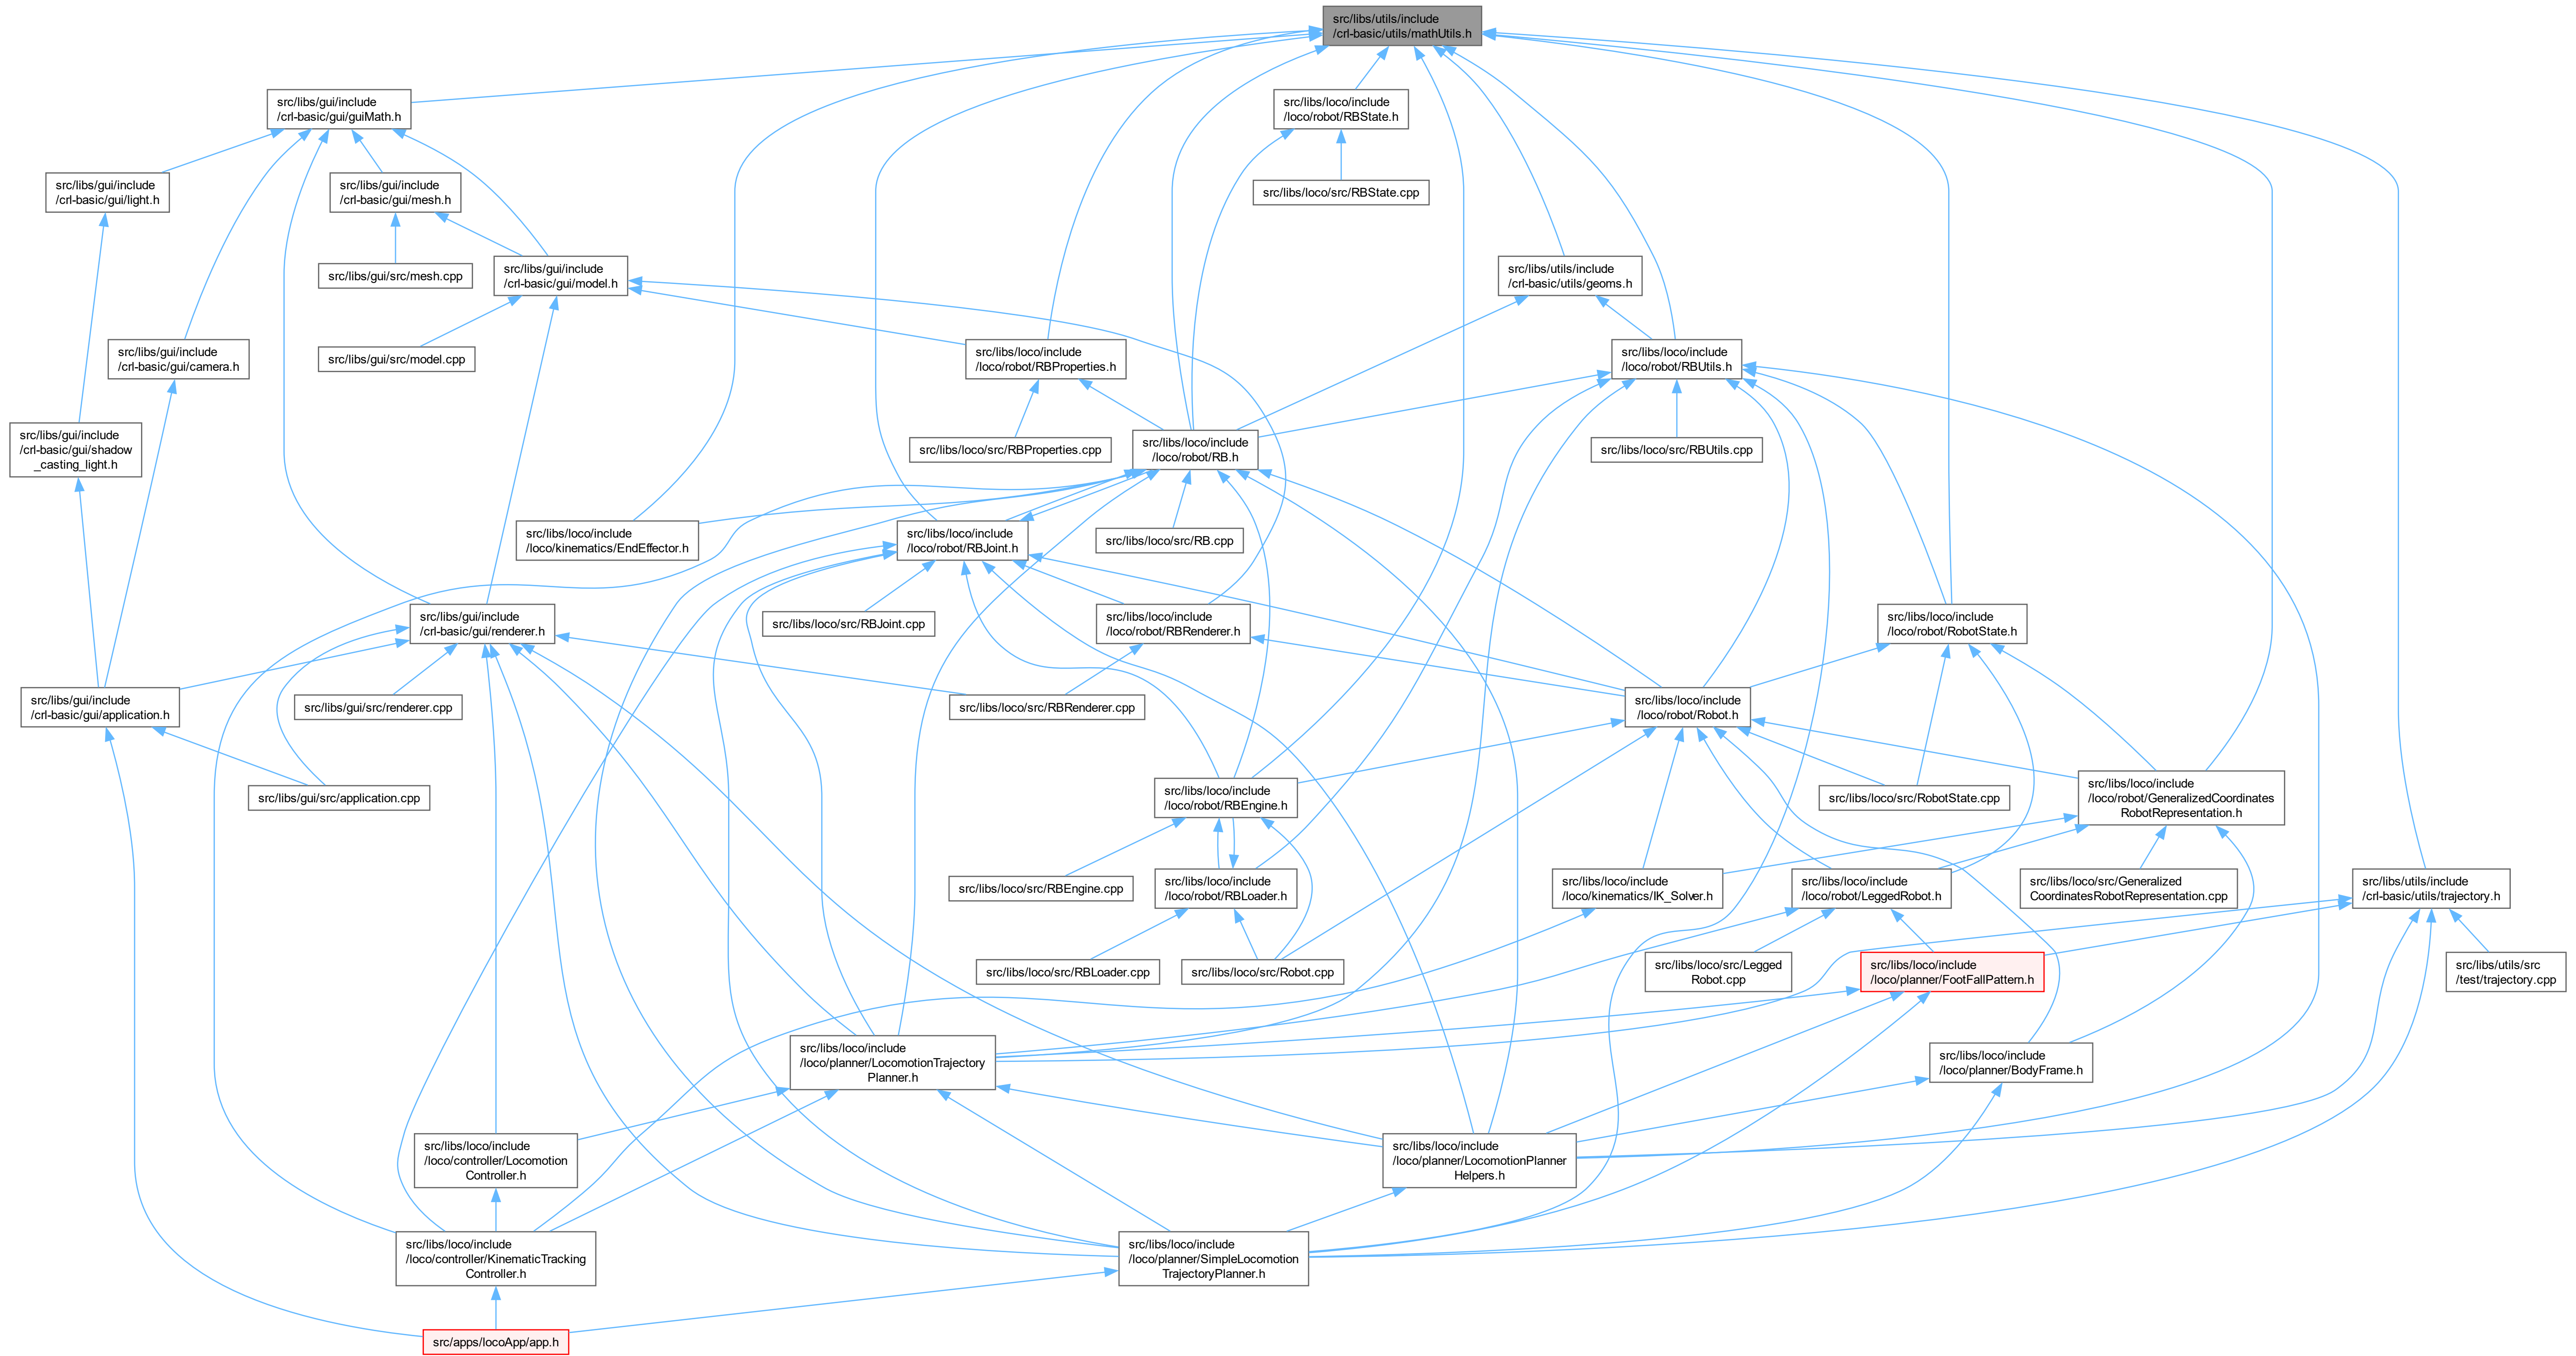 src/libs/utils/include
/crl-basic/utils/mathUtils.h
src/libs/gui/include
/crl-basic/gui/guiMath.h
src/libs/loco/include
/loco/robot/RBState.h
src/libs/gui/include
/crl-basic/gui/light.h
src/libs/gui/include
/crl-basic/gui/mesh.h
src/libs/loco/src/RBState.cpp
src/libs/gui/src/mesh.cpp
src/libs/gui/include
/crl-basic/gui/model.h
src/libs/utils/include
/crl-basic/utils/geoms.h
src/libs/gui/include
/crl-basic/gui/camera.h
src/libs/gui/src/model.cpp
src/libs/loco/include
/loco/robot/RBProperties.h
src/libs/loco/include
/loco/robot/RBUtils.h
src/libs/gui/include
/crl-basic/gui/shadow
_casting_light.h
src/libs/loco/src/RBProperties.cpp
src/libs/loco/include
/loco/robot/RB.h
src/libs/loco/src/RBUtils.cpp
src/libs/loco/include
/loco/kinematics/EndEffector.h
src/libs/loco/include
/loco/robot/RBJoint.h
src/libs/loco/src/RB.cpp
src/libs/gui/include
/crl-basic/gui/renderer.h
src/libs/loco/src/RBJoint.cpp
src/libs/loco/include
/loco/robot/RBRenderer.h
src/libs/loco/include
/loco/robot/RobotState.h
src/libs/gui/include
/crl-basic/gui/application.h
src/libs/gui/src/renderer.cpp
src/libs/loco/src/RBRenderer.cpp
src/libs/loco/include
/loco/robot/Robot.h
src/libs/gui/src/application.cpp
src/libs/loco/include
/loco/robot/RBEngine.h
src/libs/loco/src/RobotState.cpp
src/libs/loco/include
/loco/robot/GeneralizedCoordinates
RobotRepresentation.h
src/libs/loco/src/RBEngine.cpp
src/libs/loco/include
/loco/robot/RBLoader.h
src/libs/loco/include
/loco/kinematics/IK_Solver.h
src/libs/loco/include
/loco/robot/LeggedRobot.h
src/libs/loco/src/Generalized
CoordinatesRobotRepresentation.cpp
src/libs/utils/include
/crl-basic/utils/trajectory.h
src/libs/loco/src/RBLoader.cpp
src/libs/loco/src/Robot.cpp
src/libs/loco/src/Legged
Robot.cpp
src/libs/loco/include
/loco/planner/FootFallPattern.h
src/libs/utils/src
/test/trajectory.cpp
src/libs/loco/include
/loco/planner/LocomotionTrajectory
Planner.h
src/libs/loco/include
/loco/planner/BodyFrame.h
src/libs/loco/include
/loco/controller/Locomotion
Controller.h
src/libs/loco/include
/loco/planner/LocomotionPlanner
Helpers.h
src/libs/loco/include
/loco/controller/KinematicTracking
Controller.h
src/libs/loco/include
/loco/planner/SimpleLocomotion
TrajectoryPlanner.h
src/apps/locoApp/app.h